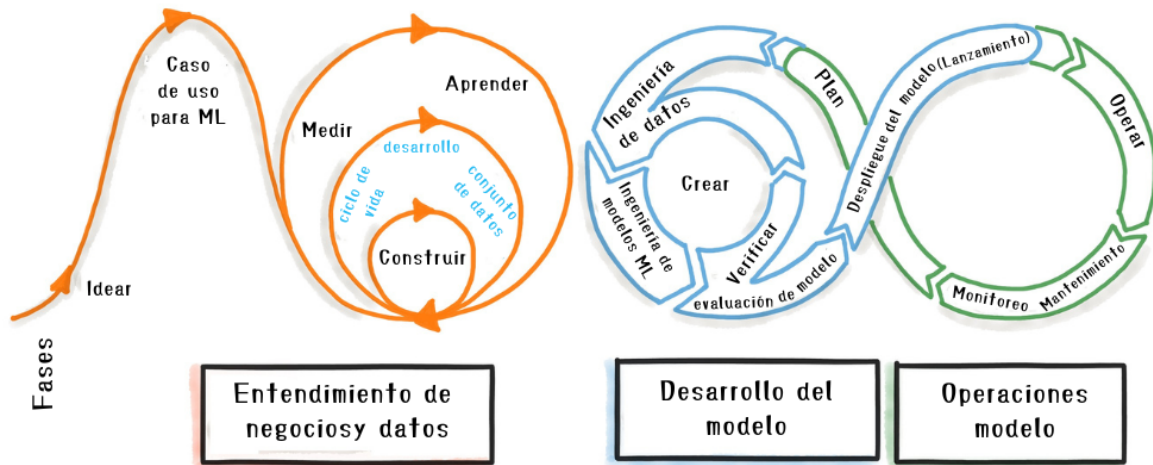 Idear
Caso
de uso
para ML
Medir
Aprender
desarrollo
ciclo de
vida
conjunto
de datos
Construir
Ingeniería
de datos
Crear
Ingeniería de
modelos ML
Verificar
evaluación de modelo
Plan
Despliegue del modelo(Lanzamiento)
Operar
Monitoreo Mantenimiento
Fases
Entendimiento de
negociosy datos
Desarrollo del
modelo
Operaciones
modelo